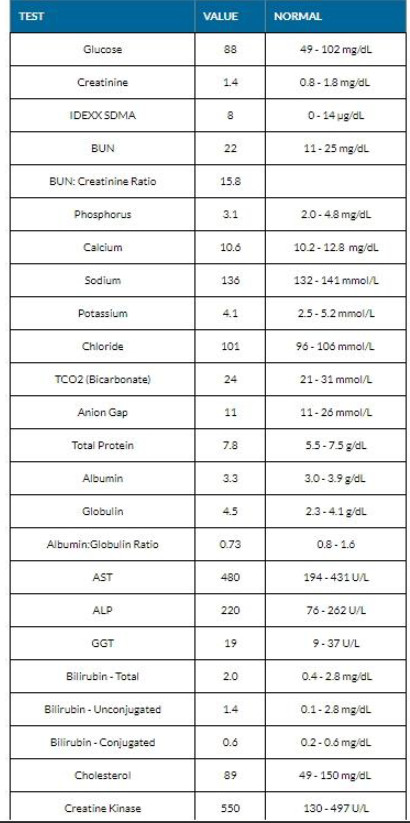 TEST VALUE NORMAL
Glucose 88 49 - 102 mg/dL
Creatinine 1.4 0.8 - 1.8 mg/dL
IDEXX SDMA 8 0 - 14 µg/dL
BUN 22 11 - 25 mg/dL
BUN: Creatinine Ratio 15.8
Phosphorus 3.1 2.0 - 4.8 mg/dL
Calcium 10.6 10.2 - 12.8 mg/dL
Sodium 136 132 - 141 mmol/L
Potassium 4.1 2.5 - 5.2 mmol/L
Chloride 101 96 - 106 mmol/L
TCO2 (Bicarbonate) 24 21 - 31 mmol/L
Anion Gap 11 11 - 26 mmol/L
Total Protein 7.8 5.5 - 7.5 g/dL
Albumin 3.3 3.0 - 3.9 g/dL
Globulin 4.5 2.3 - 4.1 g/dL
Albumin:Globulin Ratio 0.73 0.8 - 1.6
AST 480 194 - 431 U/L
ALP 220 76 - 262 U/L
GGT 19 9 - 37 U/L
Bilirubin - Total 2.0 0.4 - 2.8 mg/dL
Bilirubin - Unconjugated 1.4 0.1 - 2.8 mg/dL
Bilirubin - Conjugated 0.6 0.2 - 0.6 mg/dL
Cholesterol 89 49 - 150 mg/dL
Creatine Kinase 550 130 - 497 U/L